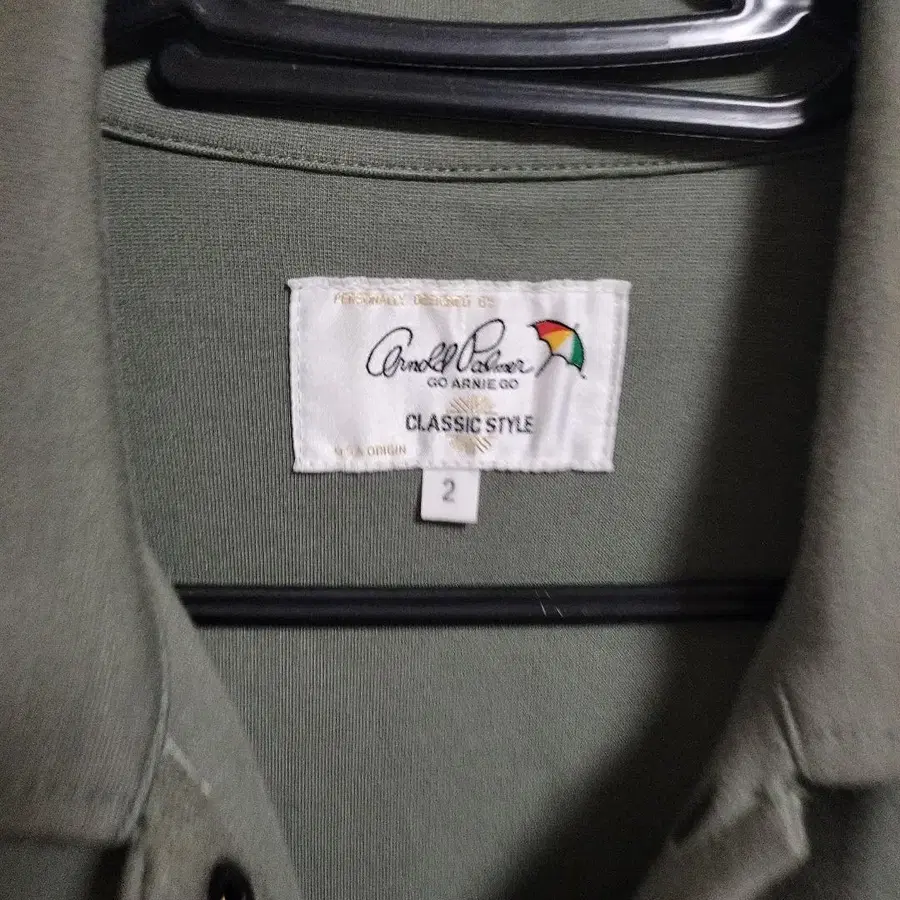 PERSONALLY DESIGNED BY
Arnold Palmer
GO ARNIE GO
CLASSIC STYLE
ORIGIN
2